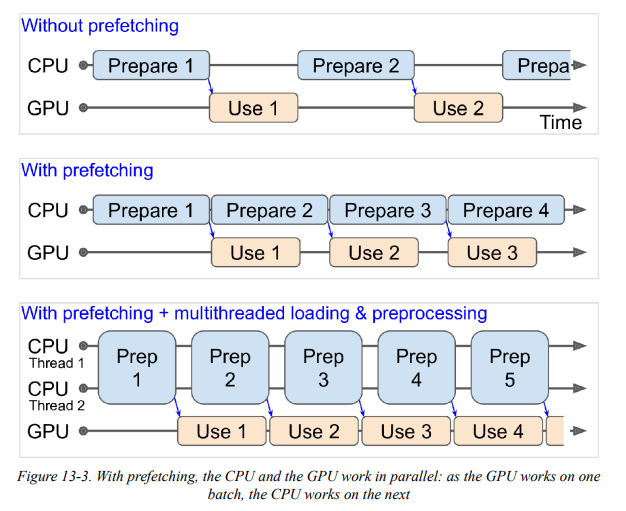 Without prefetching
CPU Prepare 1 Prepare 2 Prepa
GPU Use 1 Use 2
Time
With prefetching
CPU Prepare 1 Prepare 2 Prepare 3 Prepare 4
GPU Use 1 Use 2 Use 3
With prefetching + multithreaded loading & preprocessing
CPU
Thread 1
Prep 1
Prep 2
Prep 3
Prep 4
Prep 5
CPU
Thread 2
GPU Use 1 Use 2 Use 3 Use 4
Figure 13-3. With prefetching, the CPU and the GPU work in parallel: as the GPU works on one
batch, the CPU works on the next